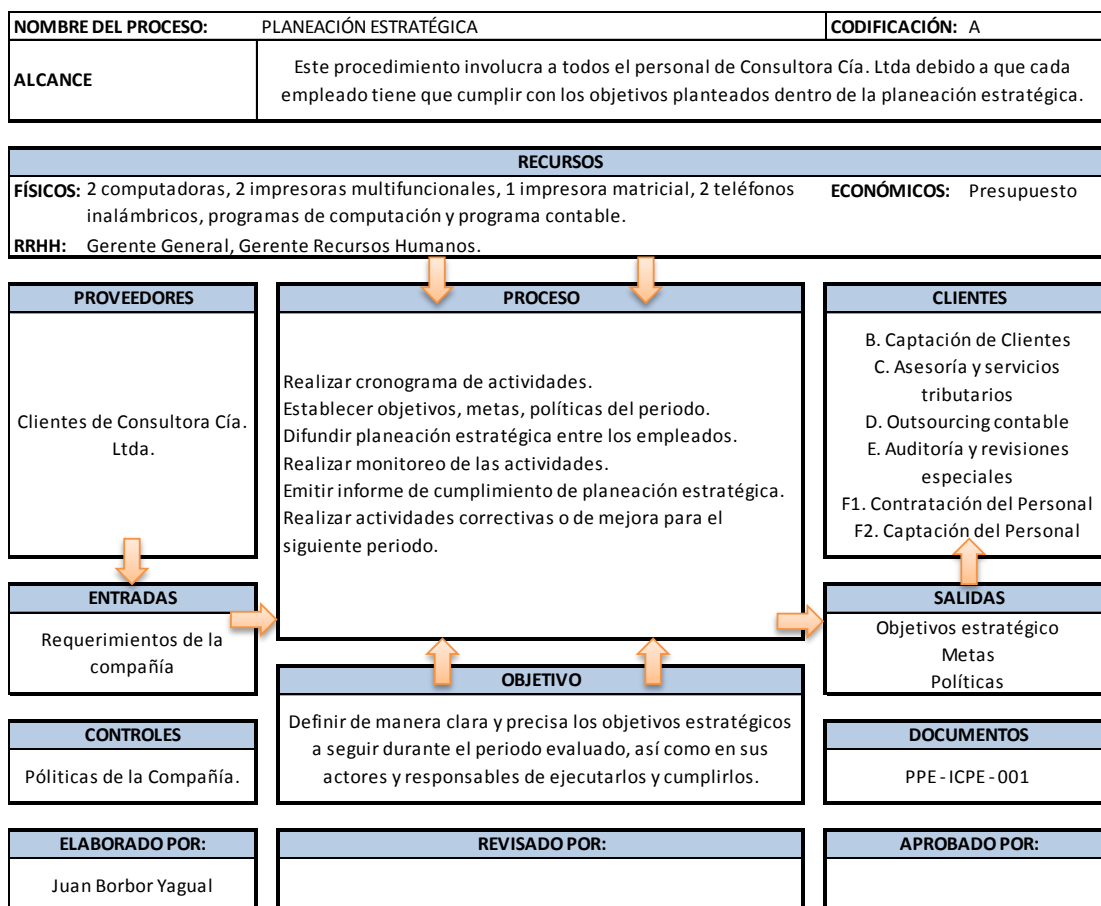 NOMBRE DEL PROCESO: PLANEACIÓN ESTRATÉGICA CODIFICACIÓN: A
ALCANCE
Este procedimiento involucra a todos el personal de Consultora Cía. Ltda debido a que cada
empleado tiene que cumplir con los objetivos planteados dentro de la planeación estratégica.
RECURSOS
FÍSICOS: 2 computadoras, 2 impresoras multifuncionales, 1 impresora matricial, 2 teléfonos
inalámbricos, programas de computación y programa contable.
ECONÓMICOS: Presupuesto
RRHH: Gerente General, Gerente Recursos Humanos.
PROVEEDORES
Clientes de Consultora Cía.
Ltda.
ENTRADAS
Requerimientos de la
compañía
CONTROLES
Póliticas de la Compañía.
PROCESO
Realizar cronograma de actividades.
Establecer objetivos, metas, políticas del periodo.
Difundir planeación estratégica entre los empleados.
Realizar monitoreo de las actividades.
Emitir informe de cumplimiento de planeación estratégica.
Realizar actividades correctivas o de mejora para el
siguiente periodo.
OBJETIVO
Definir de manera clara y precisa los objetivos estratégicos
a seguir durante el periodo evaluado, así como en sus
actores y responsables de ejecutarlos y cumplirlos.
CLIENTES
B. Captación de Clientes
C. Asesoría y servicios
tributarios
D. Outsourcing contable
E. Auditoría y revisiones
especiales
F1. Contratación del Personal
F2. Captación del Personal
SALIDAS
Objetivos estratégico
Metas
Políticas
DOCUMENTOS
PPE - ICPE - 001
ELABORADO POR:
Juan Borbor Yagual
REVISADO POR:
APROBADO POR: